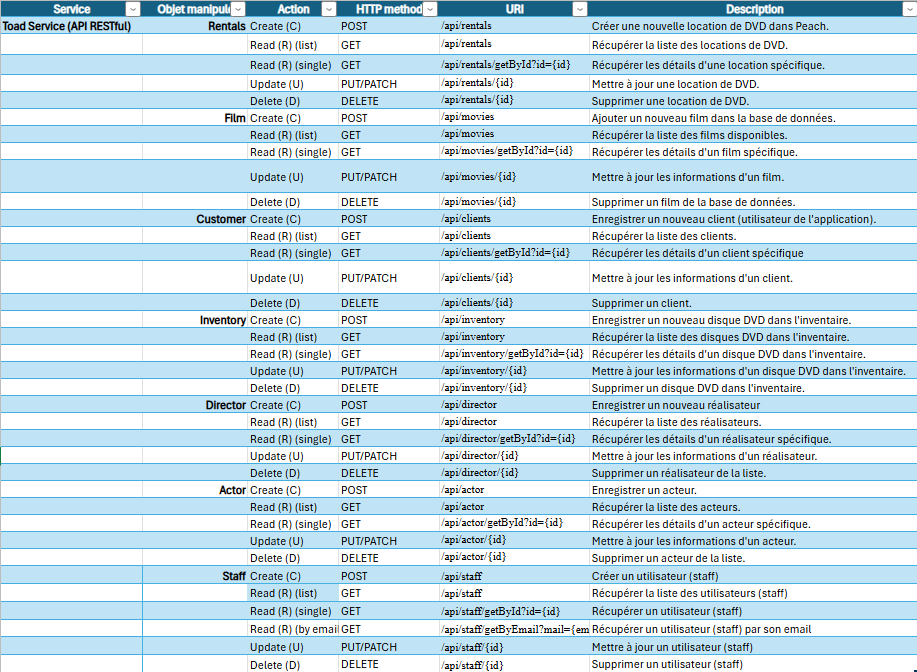 Service Objet manipulé Action HTTP method URI Description
Toad Service (API RESTful) Rentals Create (C) POST /api/rentals Créer une nouvelle location de DVD dans Peach.
Read (R) (list) GET /api/rentals Récupérer la liste des locations de DVD.
Read (R) (single) GET /api/rentals/getById?id={id} Récupérer les détails d'une location spécifique.
Update (U) PUT/PATCH /api/rentals/{id} Mettre à jour une location de DVD.
Delete (D) DELETE /api/rentals/{id} Supprimer une location de DVD.
Film Create (C) POST /api/movies Ajouter un nouveau film dans la base de données.
Read (R) (list) GET /api/movies Récupérer la liste des films disponibles.
Read (R) (single) GET /api/movies/getById?id={id} Récupérer les détails d'un film spécifique.
Update (U) PUT/PATCH /api/movies/{id} Mettre à jour les informations d'un film.
Delete (D) DELETE /api/movies/{id} Supprimer un film de la base de données.
Customer Create (C) POST /api/clients Enregistrer un nouveau client (utilisateur de l'application).
Read (R) (list) GET /api/clients Récupérer la liste des clients.
Read (R) (single) GET /api/clients/getById?id={id} Récupérer les détails d'un client spécifique
Update (U) PUT/PATCH /api/clients/{id} Mettre à jour les informations d'un client.
Delete (D) DELETE /api/clients/{id} Supprimer un client.
Inventory Create (C) POST /api/inventory Enregistrer un nouveau disque DVD dans l'inventaire.
Read (R) (list) GET /api/inventory Récupérer la liste des disques DVD dans l'inventaire.
Read (R) (single) GET /api/inventory/getById?id={id} Récupérer les détails d'un disque DVD dans l'inventaire.
Update (U) PUT/PATCH /api/inventory/{id} Mettre à jour les informations d'un disque DVD dans l'inventaire.
Delete (D) DELETE /api/inventory/{id} Supprimer un disque DVD dans l'inventaire.
Director Create (C) POST /api/director Enregistrer un nouveau réalisateur
Read (R) (list) GET /api/director Récupérer la liste des réalisateurs.
Read (R) (single) GET /api/director/getById?id={id} Récupérer les détails d'un réalisateur spécifique.
Update (U) PUT/PATCH /api/director/{id} Mettre à jour les informations d'un réalisateur.
Delete (D) DELETE /api/director/{id} Supprimer un réalisateur de la liste.
Actor Create (C) POST /api/actor Enregistrer un acteur.
Read (R) (list) GET /api/actor Récupérer la liste des acteurs.
Read (R) (single) GET /api/actor/getById?id={id} Récupérer les détails d'un acteur spécifique.
Update (U) PUT/PATCH /api/actor/{id} Mettre à jour les informations d'un acteur.
Delete (D) DELETE /api/actor/{id} Supprimer un acteur de la liste.
Staff Create (C) POST /api/staff Créer un utilisateur (staff)
Read (R) (list) GET /api/staff Récupérer la liste des utilisateurs (staff)
Read (R) (single) GET /api/staff/getById?id={id} Récupérer un utilisateur (staff)
Read (R) (by email GET /api/staff/getByEmail?mail={em Récupérer un utilisateur (staff) par son email
Update (U) PUT/PATCH /api/staff/{id} Mettre à jour un utilisateur (staff)
Delete (D) DELETE /api/staff/{id} Supprimer un utilisateur (staff)